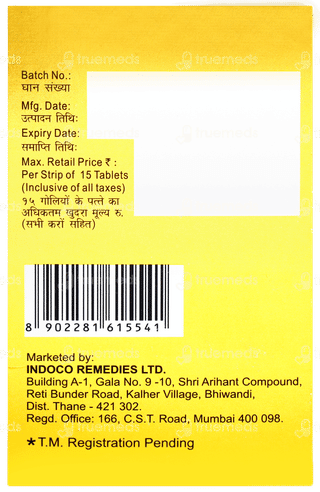 Batch No.:
घान संख्या
Mfg. Date:
उत्पादन तिथि:
Expiry Date:
समाप्ति तिथि:
Max. Retail Price ₹ :
Per Strip of 15 Tablets
(Inclusive of all taxes)
१५ गोलियों के पत्ते का
अधिकतम खुदरा मूल्य रु.
(सभी करों सहित)
8 902281 615541
Marketed by:
INDOCO REMEDIES LTD.
Building A-1, Gala No. 9 -10, Shri Arihant Compound,
Reti Bunder Road, Kalher Village, Bhiwandi,
Dist. Thane - 421 302.
Regd. Office: 166, C.S.T. Road, Mumbai 400 098.
*T.M. Registration Pending
truemeds